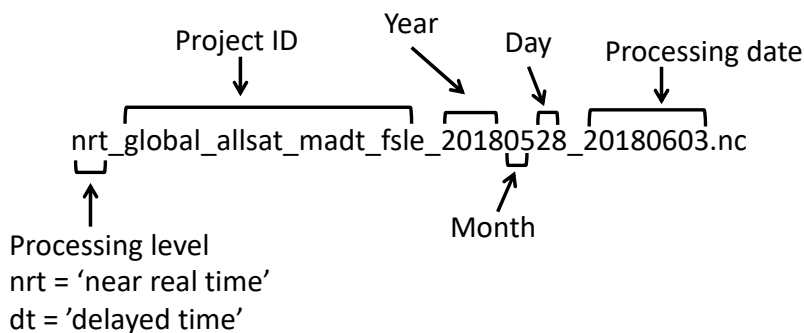 Project ID
Year
Day
Processing date
nrt_global_allsat_madt_fsle_20180528_20180603.nc
Month
Processing level
nrt = ‘near real time’
dt = ’delayed time’